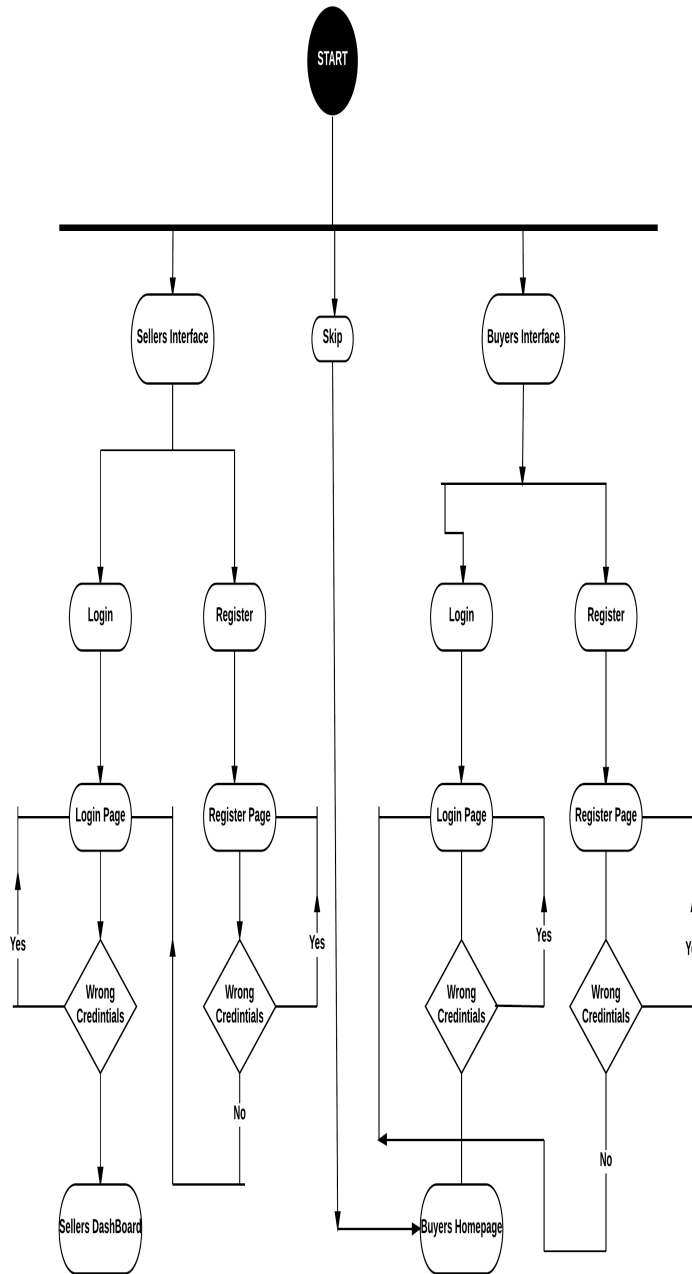 START
Sellers Interface
Skip
Buyers Interface
Login
Register
Login
Register
Login Page
Register Page
Login Page
Register Page
Yes
Yes
Yes
Wrong
Credintials
Wrong
Credintials
Wrong
Credintials
Wrong
Credintials
No
No
Sellers DashBoard
Buyers Homepage